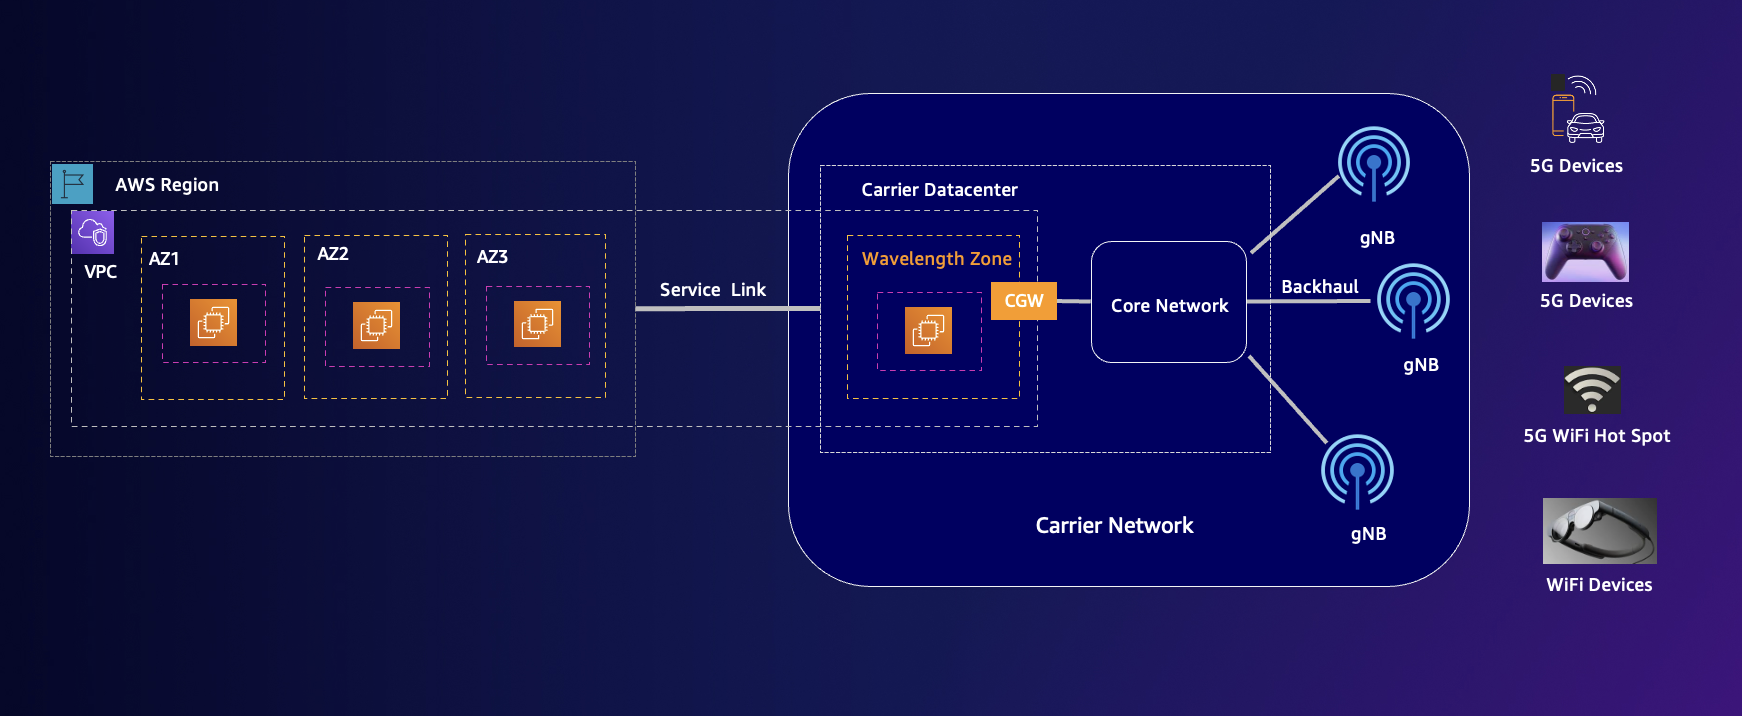 AWS Region
VPC
AZ1
AZ2
AZ3
Service Link
Carrier Datacenter
Wavelength Zone
CGW
Core Network
Backhaul
gNB
gNB
gNB
Carrier Network
5G Devices
5G Devices
5G WiFi Hot Spot
WiFi Devices